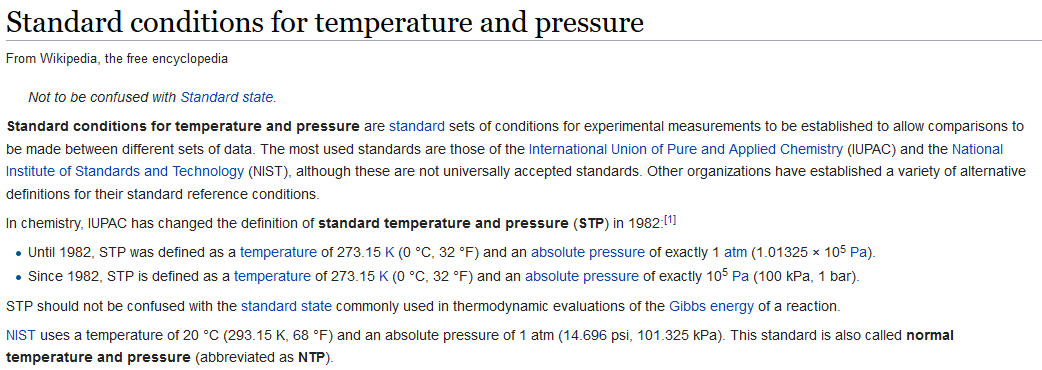 Standard conditions for temperature and pressure
From Wikipedia, the free encyclopedia
Not to be confused with Standard state.
Standard conditions for temperature and pressure are standard sets of conditions for experimental measurements to be established to allow comparisons to
be made between different sets of data. The most used standards are those of the International Union of Pure and Applied Chemistry (IUPAC) and the National
Institute of Standards and Technology (NIST), although these are not universally accepted standards. Other organizations have established a variety of alternative
definitions for their standard reference conditions.
In chemistry, IUPAC has changed the definition of standard temperature and pressure (STP) in 1982:[1]
• Until 1982, STP was defined as a temperature of 273.15 K (0 °C, 32 °F) and an absolute pressure of exactly 1 atm (1.01325 × 10⁵ Pa).
• Since 1982, STP is defined as a temperature of 273.15 K (0 °C, 32 °F) and an absolute pressure of exactly 10⁵ Pa (100 kPa, 1 bar).
STP should not be confused with the standard state commonly used in thermodynamic evaluations of the Gibbs energy of a reaction.
NIST uses a temperature of 20 °C (293.15 K, 68 °F) and an absolute pressure of 1 atm (14.696 psi, 101.325 kPa). This standard is also called normal
temperature and pressure (abbreviated as NTP).